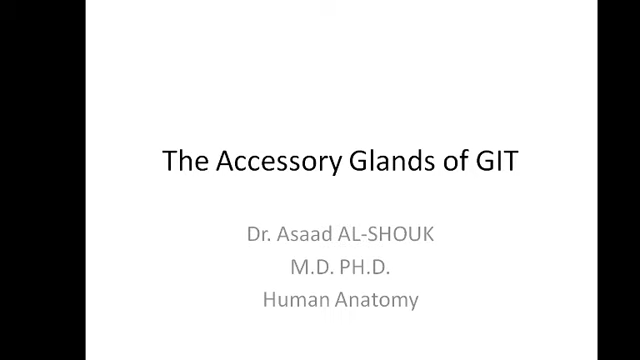 The Accessory Glands of GIT
Dr. Asaad AL-SHOUK
M.D. PH.D.
Human Anatomy